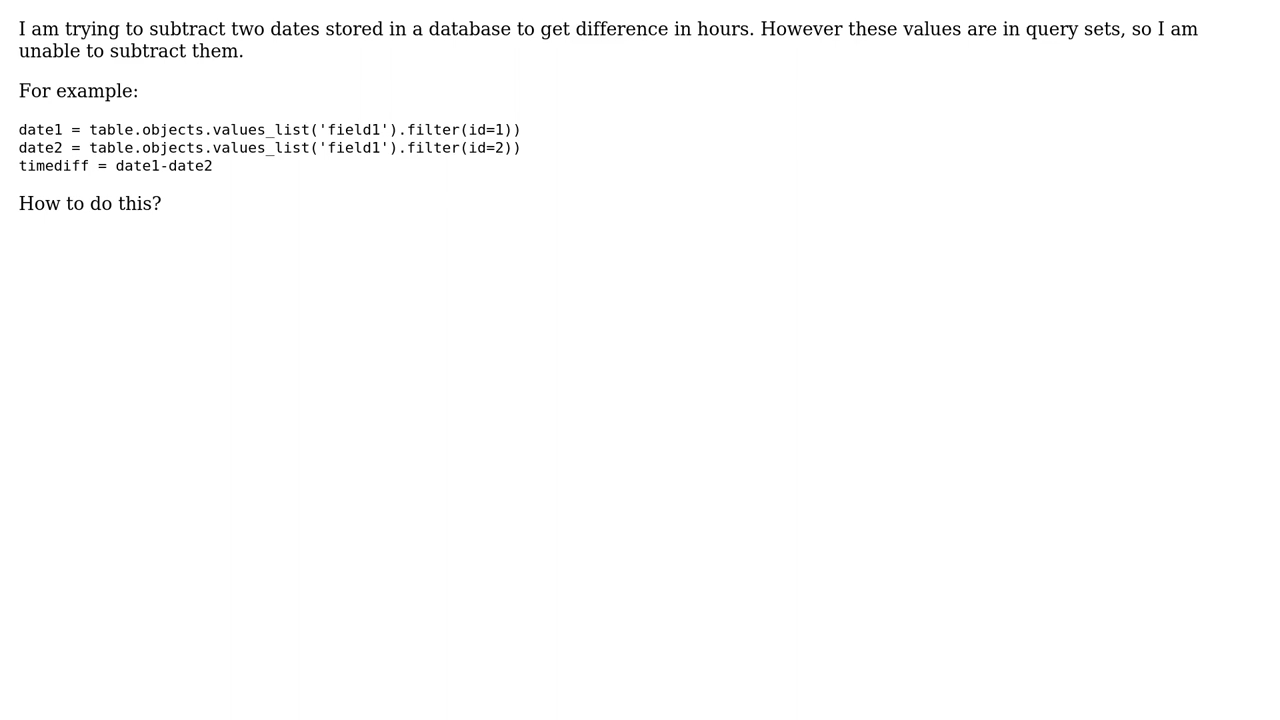 I am trying to subtract two dates stored in a database to get difference in hours. However these values are in query sets, so I am
unable to subtract them.
For example:
date1 = table.objects.values_list('field1').filter(id=1))
date2 = table.objects.values_list('field1').filter(id=2))
timediff = date1-date2
How to do this?